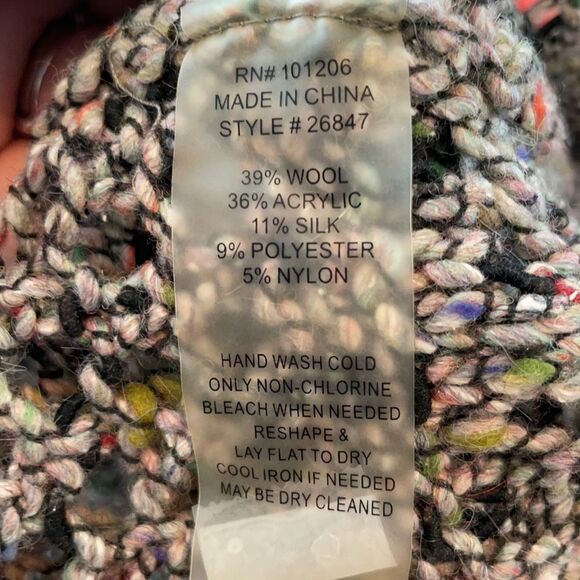 RN# 101206
MADE IN CHINA
STYLE # 26847
39% WOOL
36% ACRYLIC
11% SILK
9% POLYESTER
5% NYLON
HAND WASH COLD
ONLY NON-CHLORINE
BLEACH WHEN NEEDED
RESHAPE &
LAY FLAT TO DRY
COOL IRON IF NEEDED
MAY BE DRY CLEANED